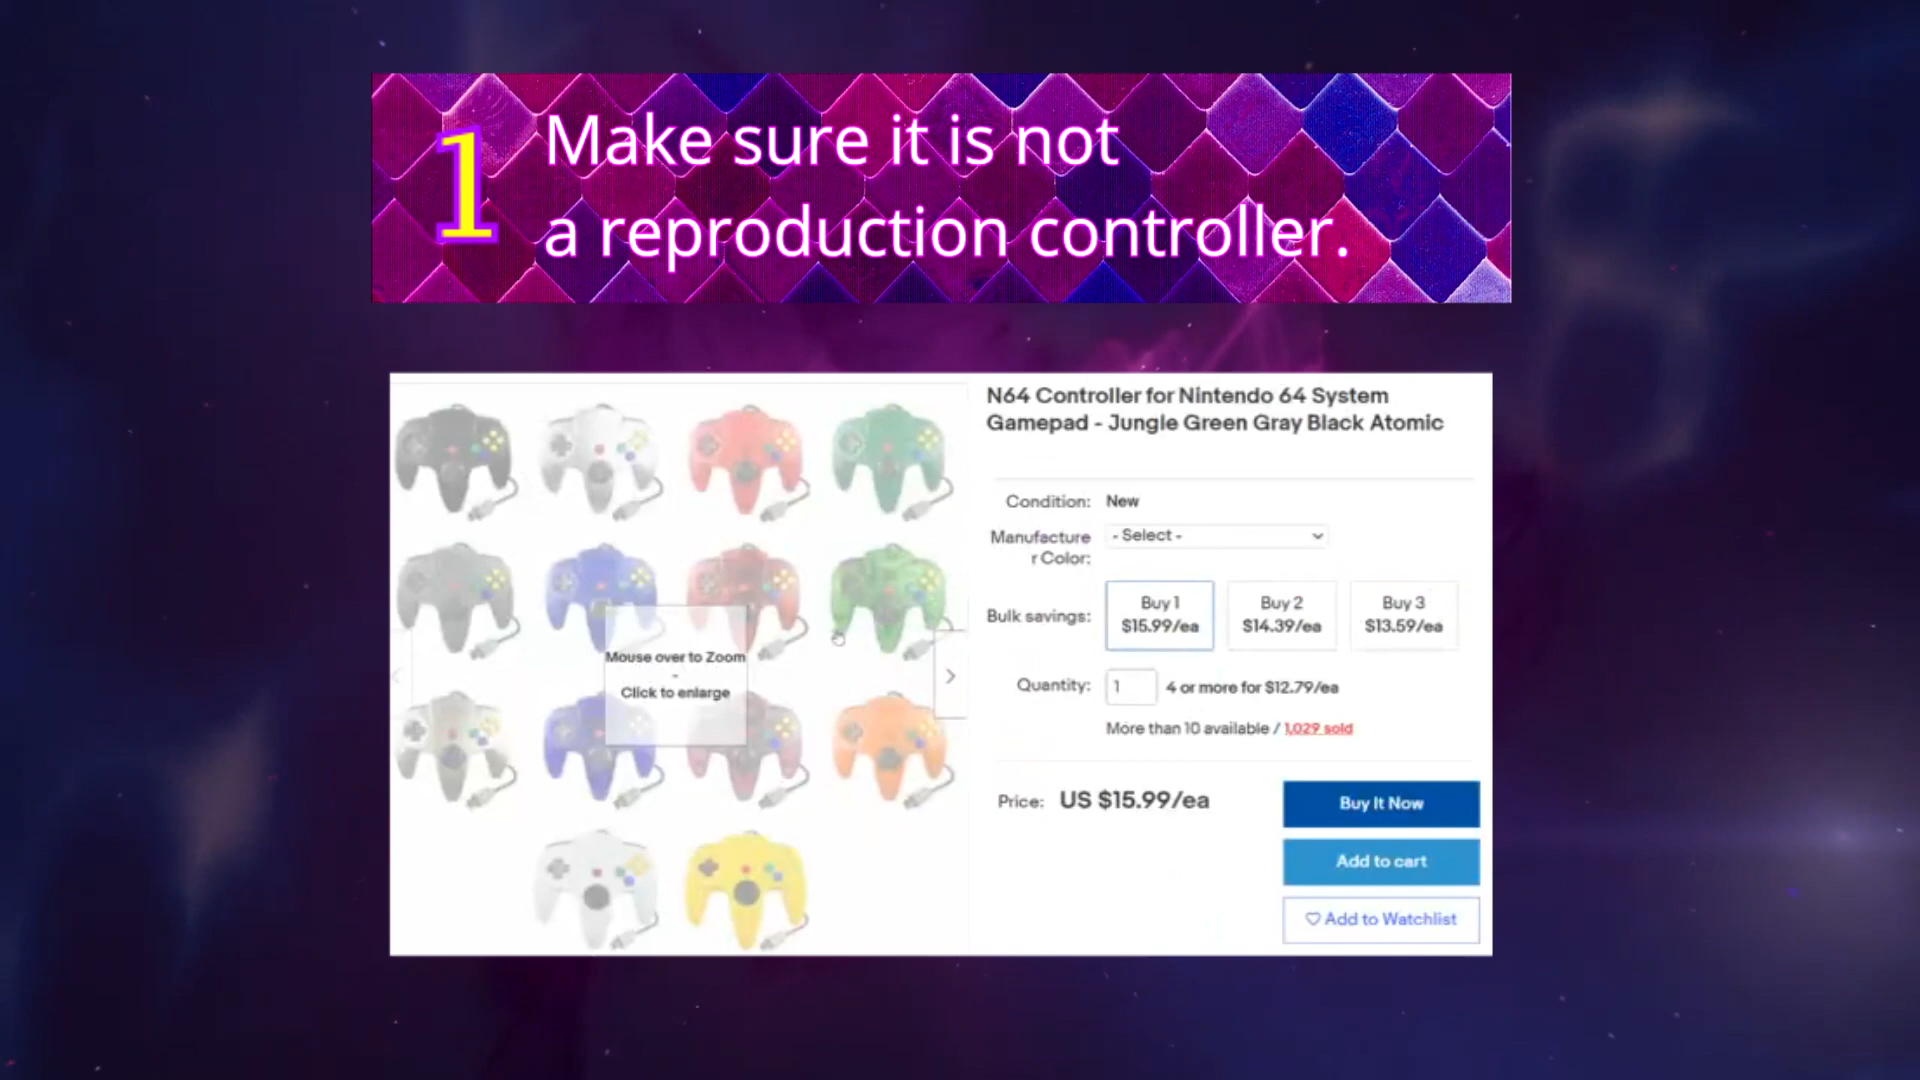 1
Make sure it is not
a reproduction controller.
N64 Controller for Nintendo 64 System
Gamepad - Jungle Green Gray Black Atomic
Condition: New
Manufacture
r Color:
- Select -
Bulk savings:
Buy 1
$15.99/ea
Buy 2
$14.39/ea
Buy 3
$13.59/ea
Mouse over to Zoom
-
Click to enlarge
Quantity: 1 4 or more for $12.79/ea
More than 10 available / 1,029 sold
Price: US $15.99/ea
Buy It Now
Add to cart
Add to Watchlist